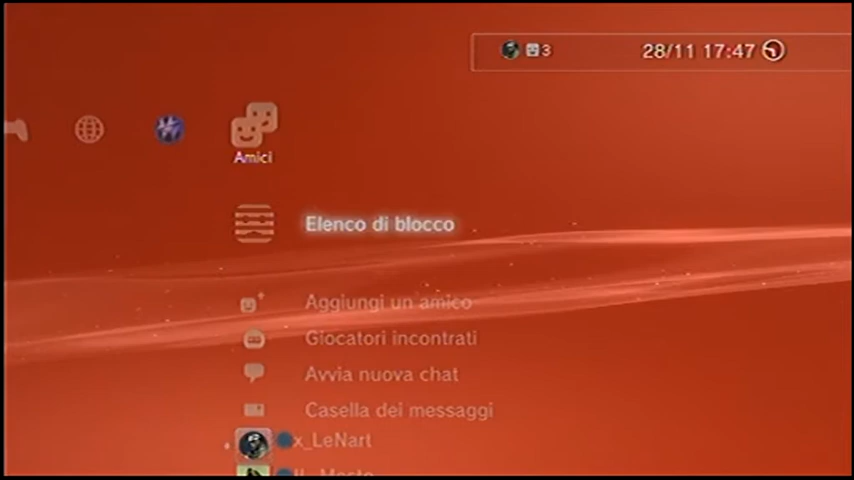 3
28/11 17:47
Amici
Elenco di blocco
Aggiungi un amico
Giocatori incontrati
Avvia nuova chat
Casella dei messaggi
x_LeNart